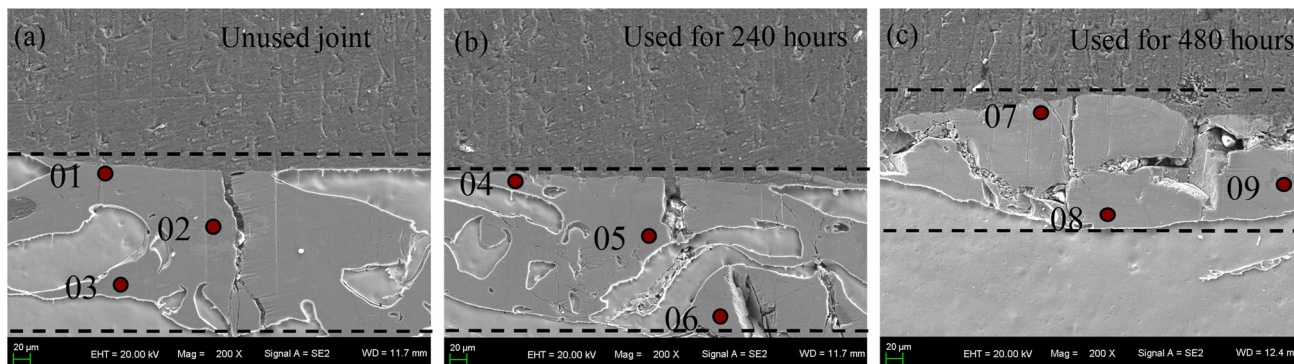 (a)
Unused joint
01
02
03
20 µm
EHT = 20.00 kV Mag = 200 X Signal A = SE2 WD = 11.7 mm
(b)
Used for 240 hours
04
05
06
20 µm
EHT = 20.00 kV Mag = 200 X Signal A = SE2 WD = 11.7 mm
(c)
Used for 480 hours
07
08
09
20 µm
EHT = 20.00 kV Mag = 200 X Signal A = SE2 WD = 12.4 m